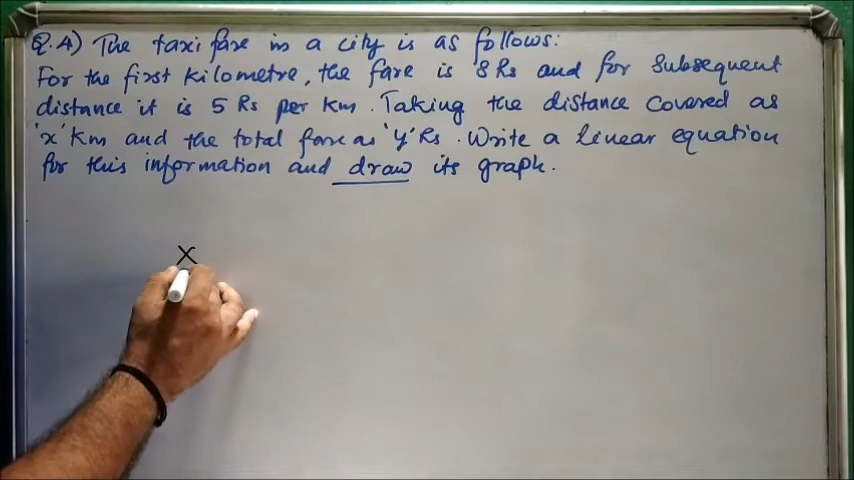 Q.4) The taxi fare in a city is as follows:
For the first kilometre, the fare is 8 Rs and for subsequent
distance it is 5 Rs per km. Taking the distance covered as
'x' Km and the total fare as 'y' Rs. Write a linear equation
for this information and draw its graph.
x